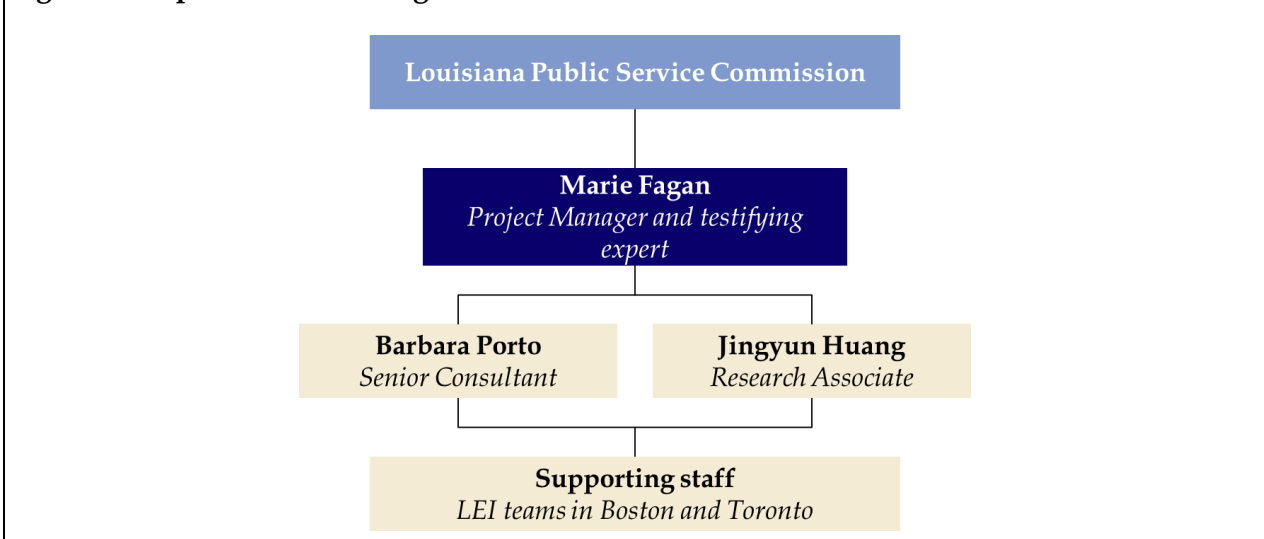 Louisiana Public Service Commission
Marie Fagan
Project Manager and testifying
expert
Barbara Porto
Senior Consultant
Jingyun Huang
Research Associate
Supporting staff
LEI teams in Boston and Toronto